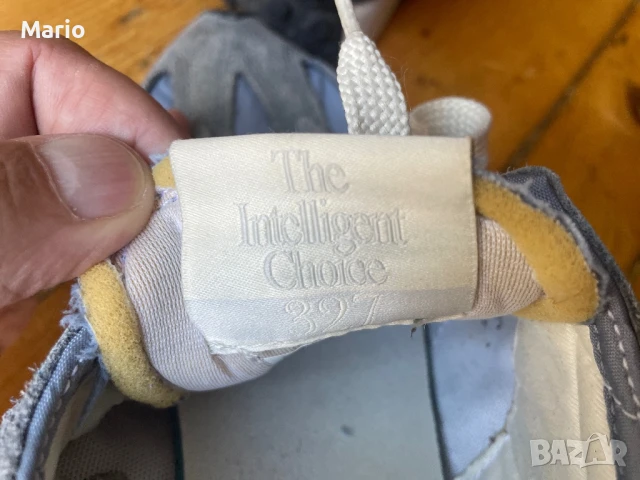 Mario
The
Intelligent
Choice
327
BAZAR